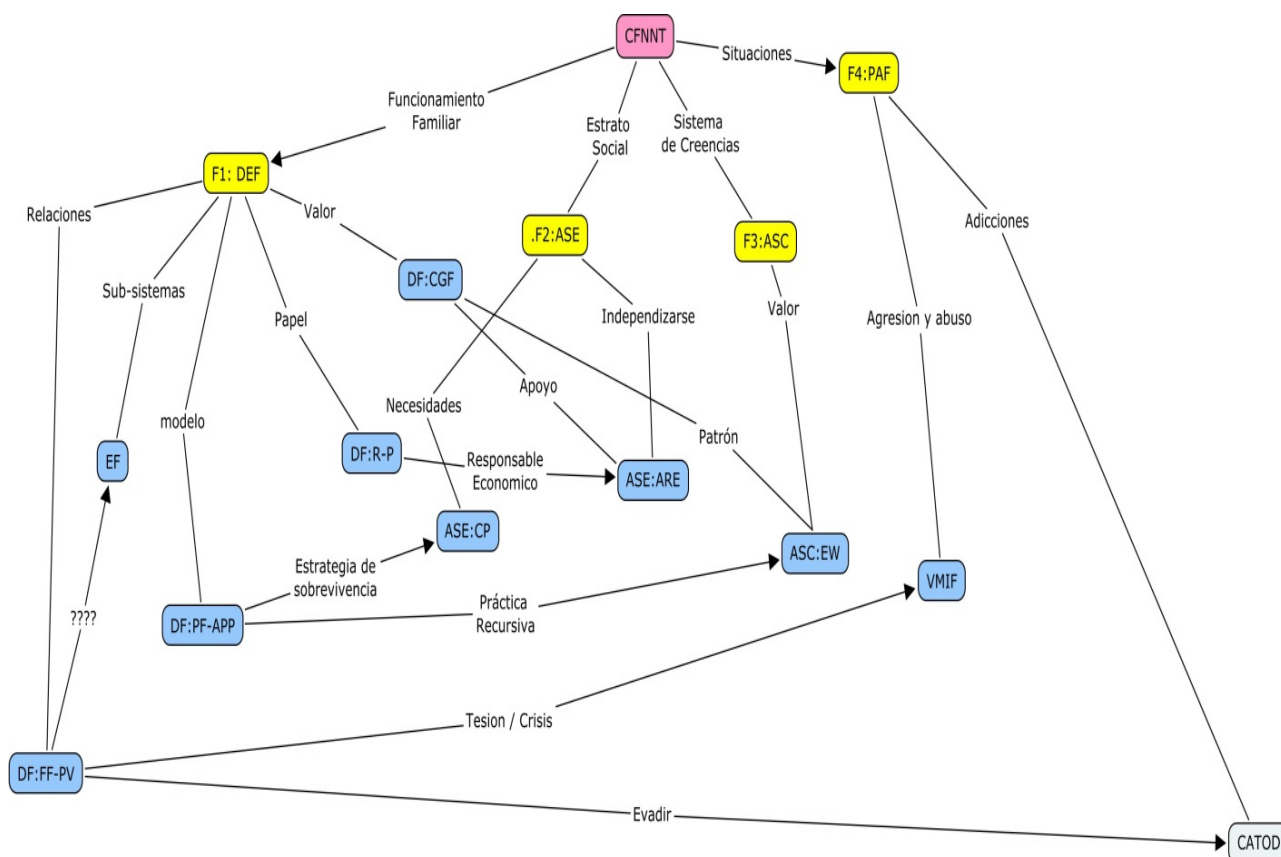 CFNNT
Situaciones
F4:PAF
Funcionamiento
Familiar
Estrato
Social
Sistema
de Creencias
F1: DEF
Relaciones
Valor
Adicciones
.F2:ASE
F3:ASC
DF:CGF
Sub-sistemas
Papel
Independizarse
Valor
Agresion y abuso
Apoyo
Necesidades
modelo
Patrón
EF
DF:R-P
Responsable
Economico
ASE:ARE
ASE:CP
ASC:EW
Estrategia de
sobrevivencia
VMIF
Práctica
Recursiva
????
DF:PF-APP
Tesion / Crisis
DF:FF-PV
Evadir
CATOD